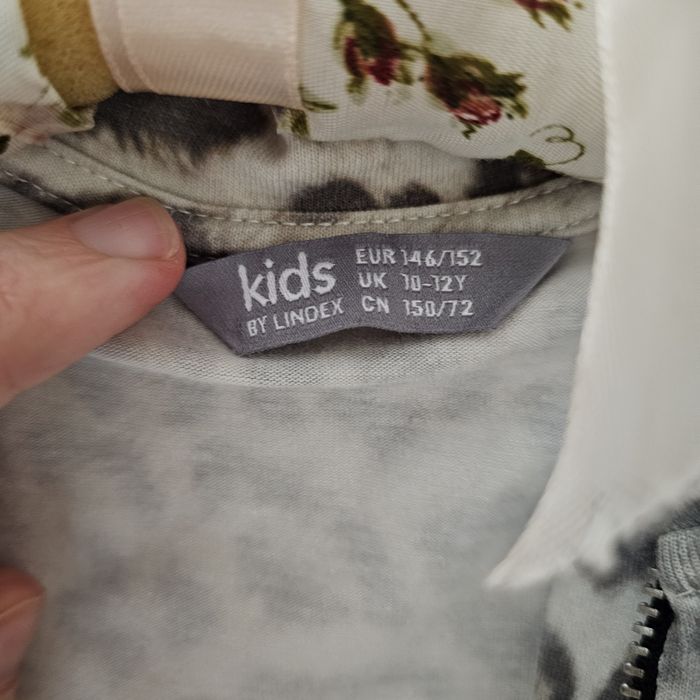 kids
BY LINDEX
EUR 146/152
UK 10-12Y
CN 150/72